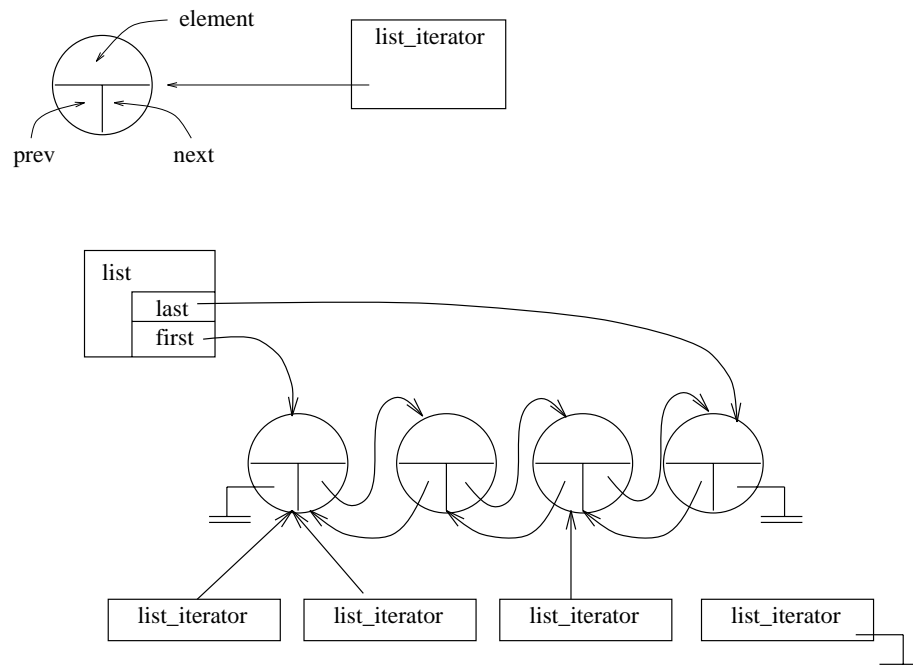 element
list_iterator
prev
next
list
last
first
list_iterator
list_iterator
list_iterator
list_iterator